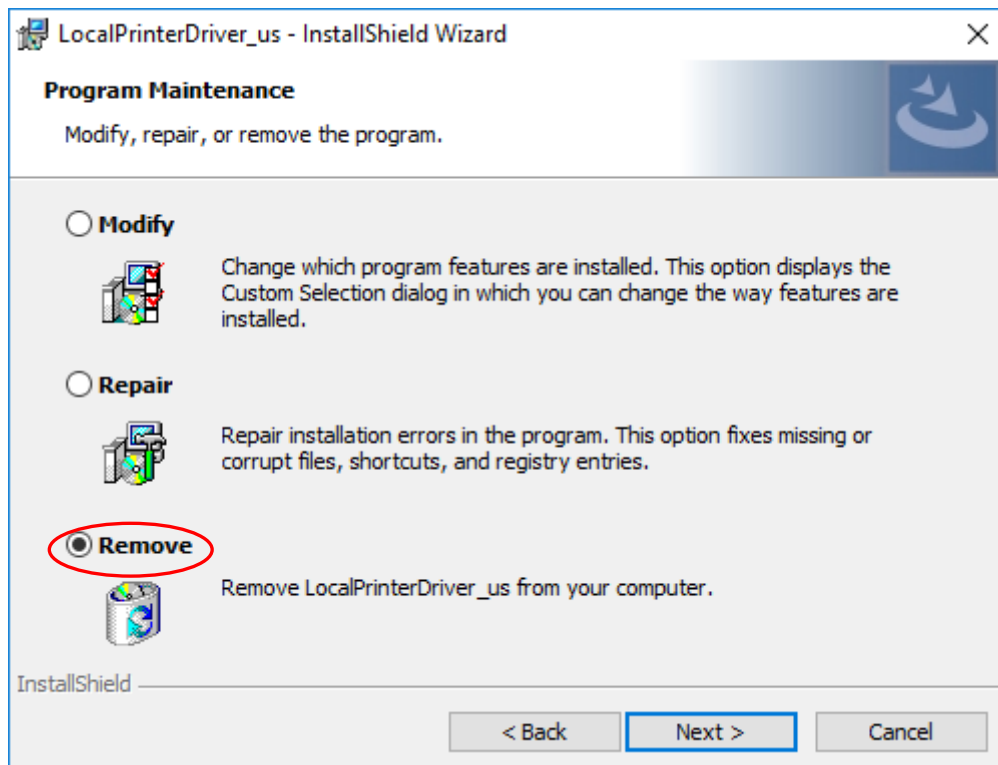 LocalPrinterDriver_us - InstallShield Wizard
Program Maintenance
Modify, repair, or remove the program.
Modify
Change which program features are installed. This option displays the
Custom Selection dialog in which you can change the way features are
installed.
Repair
Repair installation errors in the program. This option fixes missing or
corrupt files, shortcuts, and registry entries.
Remove
Remove LocalPrinterDriver_us from your computer.
InstallShield
< Back
Next >
Cancel